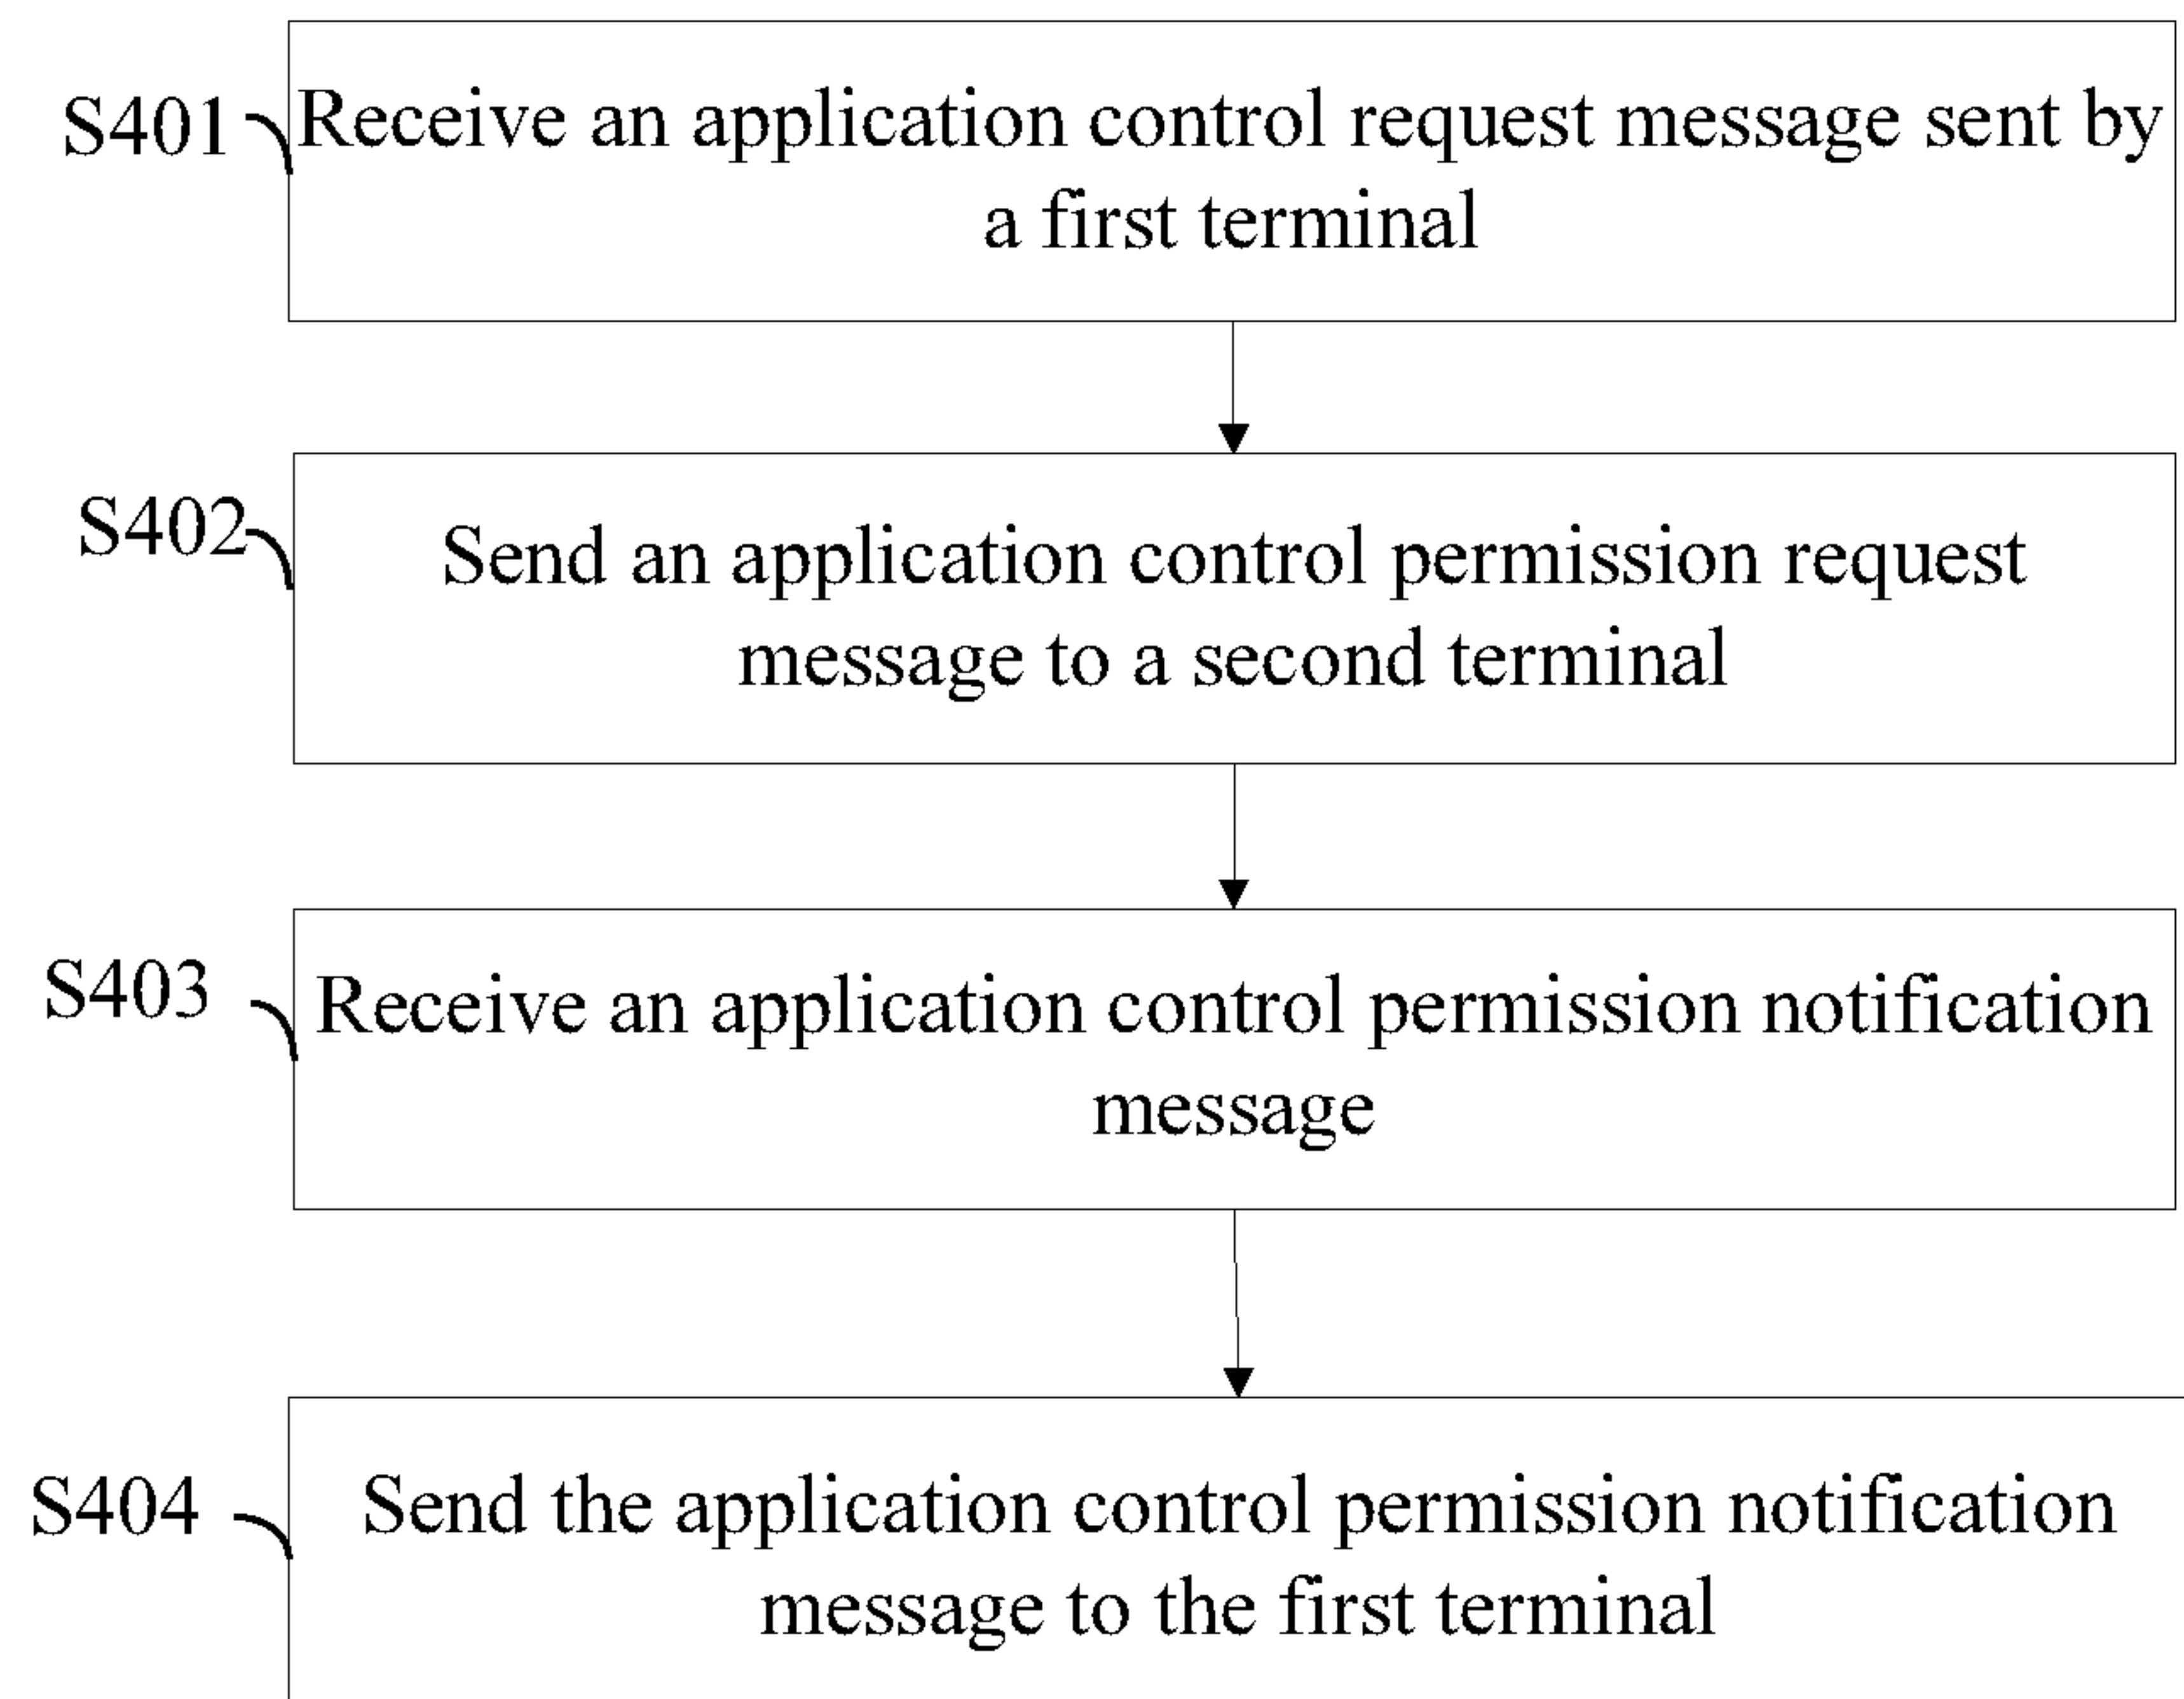 S401
Receive an application control request message sent by
a first terminal
S402
Send an application control permission request
message to a second terminal
S403
Receive an application control permission notification
message
S404
Send the application control permission notification
message to the first terminal